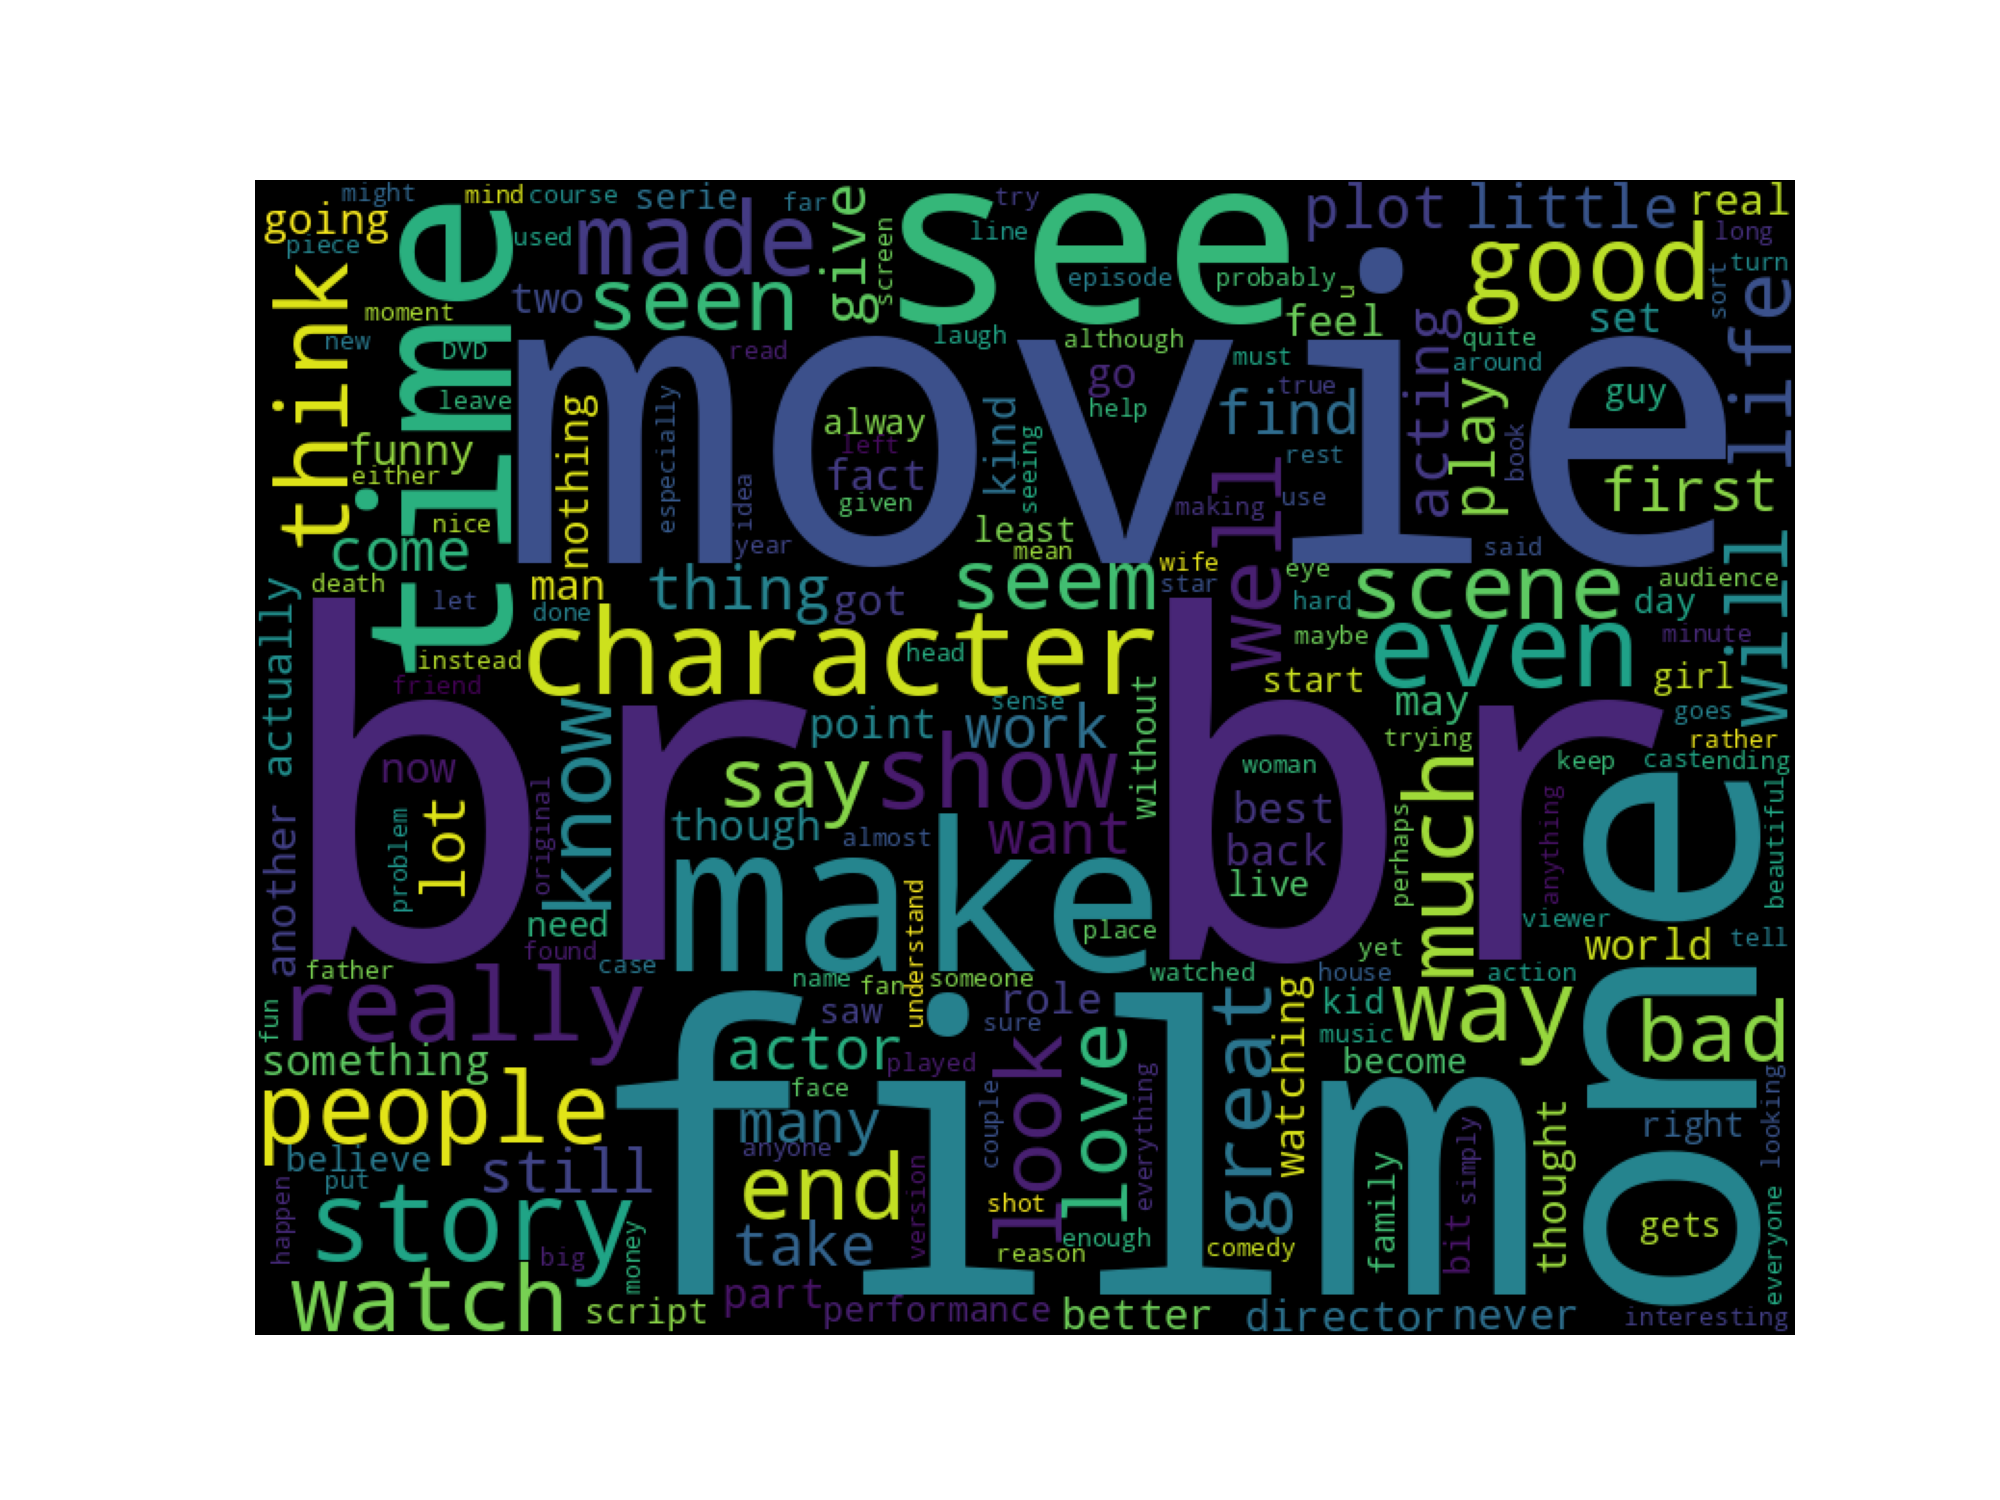 might
mind
course
serie
far
try
plot
little
real
going
piece
used
made
give
screen
see
line
long
time
think
two
seen
episode
probably
u
good
sort
turn
life
moment
new
DVD
read
laugh
although
feel
must
acting
set
quite
around
leave
movie
go
help
true
find
play
guy
book
funny
either
nothing
especially
alway
left
fact
given
kind
seeing
rest
use
first
nice
come
idea
year
least
mean
making
well
said
death
let
man
done
thing
got
seem
wife
star
eye
hard
scene
audience
day
will
actually
instead
friend
character
head
maybe
even
minute
start
girl
br br
know
point
sense
work
without
may
goes
trying
rather
now
say
show
woman
keep
cast
ending
lot
problem
original
though
almost
want
best
back
live
perhaps
much
anything
one
beautiful
another
make
need
found
place
viewer
yet
world
tell
father
case
name
fan
understand
someone
watched
house
action
really
fun
saw
sure
role
great
watching
kid
music
way
bad
something
actor
played
look
love
become
people
film
face
many
anyone
couple
everything
thought
right
looking
believe
put
still
end
version
shot
family
simply
bit
gets
everyone
happen
story
big
money
take
reason
enough
comedy
watch
script
part
performance
better
director
never
interesting